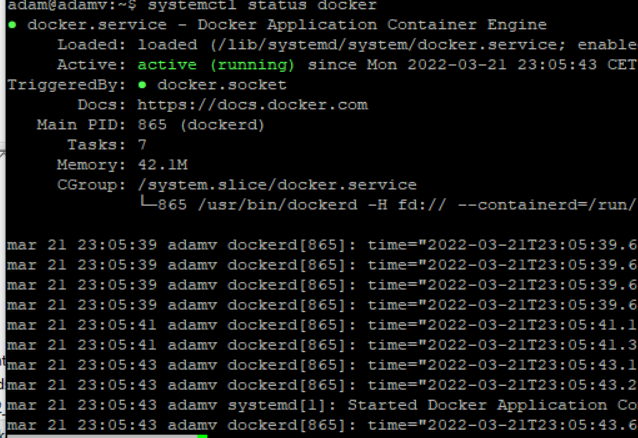 adam@adamv:~$ systemctl status docker
● docker.service - Docker Application Container Engine
Loaded: loaded (/lib/systemd/system/docker.service; enable
Active: active (running) since Mon 2022-03-21 23:05:43 CET
TriggeredBy: ● docker.socket
Docs: https://docs.docker.com
Main PID: 865 (dockerd)
Tasks: 7
Memory: 42.1M
CGroup: /system.slice/docker.service
└─865 /usr/bin/dockerd -H fd:// --containerd=/run/
mar 21 23:05:39 adamv dockerd[865]: time="2022-03-21T23:05:39.6
mar 21 23:05:39 adamv dockerd[865]: time="2022-03-21T23:05:39.6
mar 21 23:05:39 adamv dockerd[865]: time="2022-03-21T23:05:39.6
mar 21 23:05:39 adamv dockerd[865]: time="2022-03-21T23:05:39.6
mar 21 23:05:41 adamv dockerd[865]: time="2022-03-21T23:05:41.1
mar 21 23:05:41 adamv dockerd[865]: time="2022-03-21T23:05:41.3
mar 21 23:05:43 adamv dockerd[865]: time="2022-03-21T23:05:43.1
mar 21 23:05:43 adamv dockerd[865]: time="2022-03-21T23:05:43.2
mar 21 23:05:43 adamv systemd[1]: Started Docker Application Co
mar 21 23:05:43 adamv dockerd[865]: time="2022-03-21T23:05:43.6